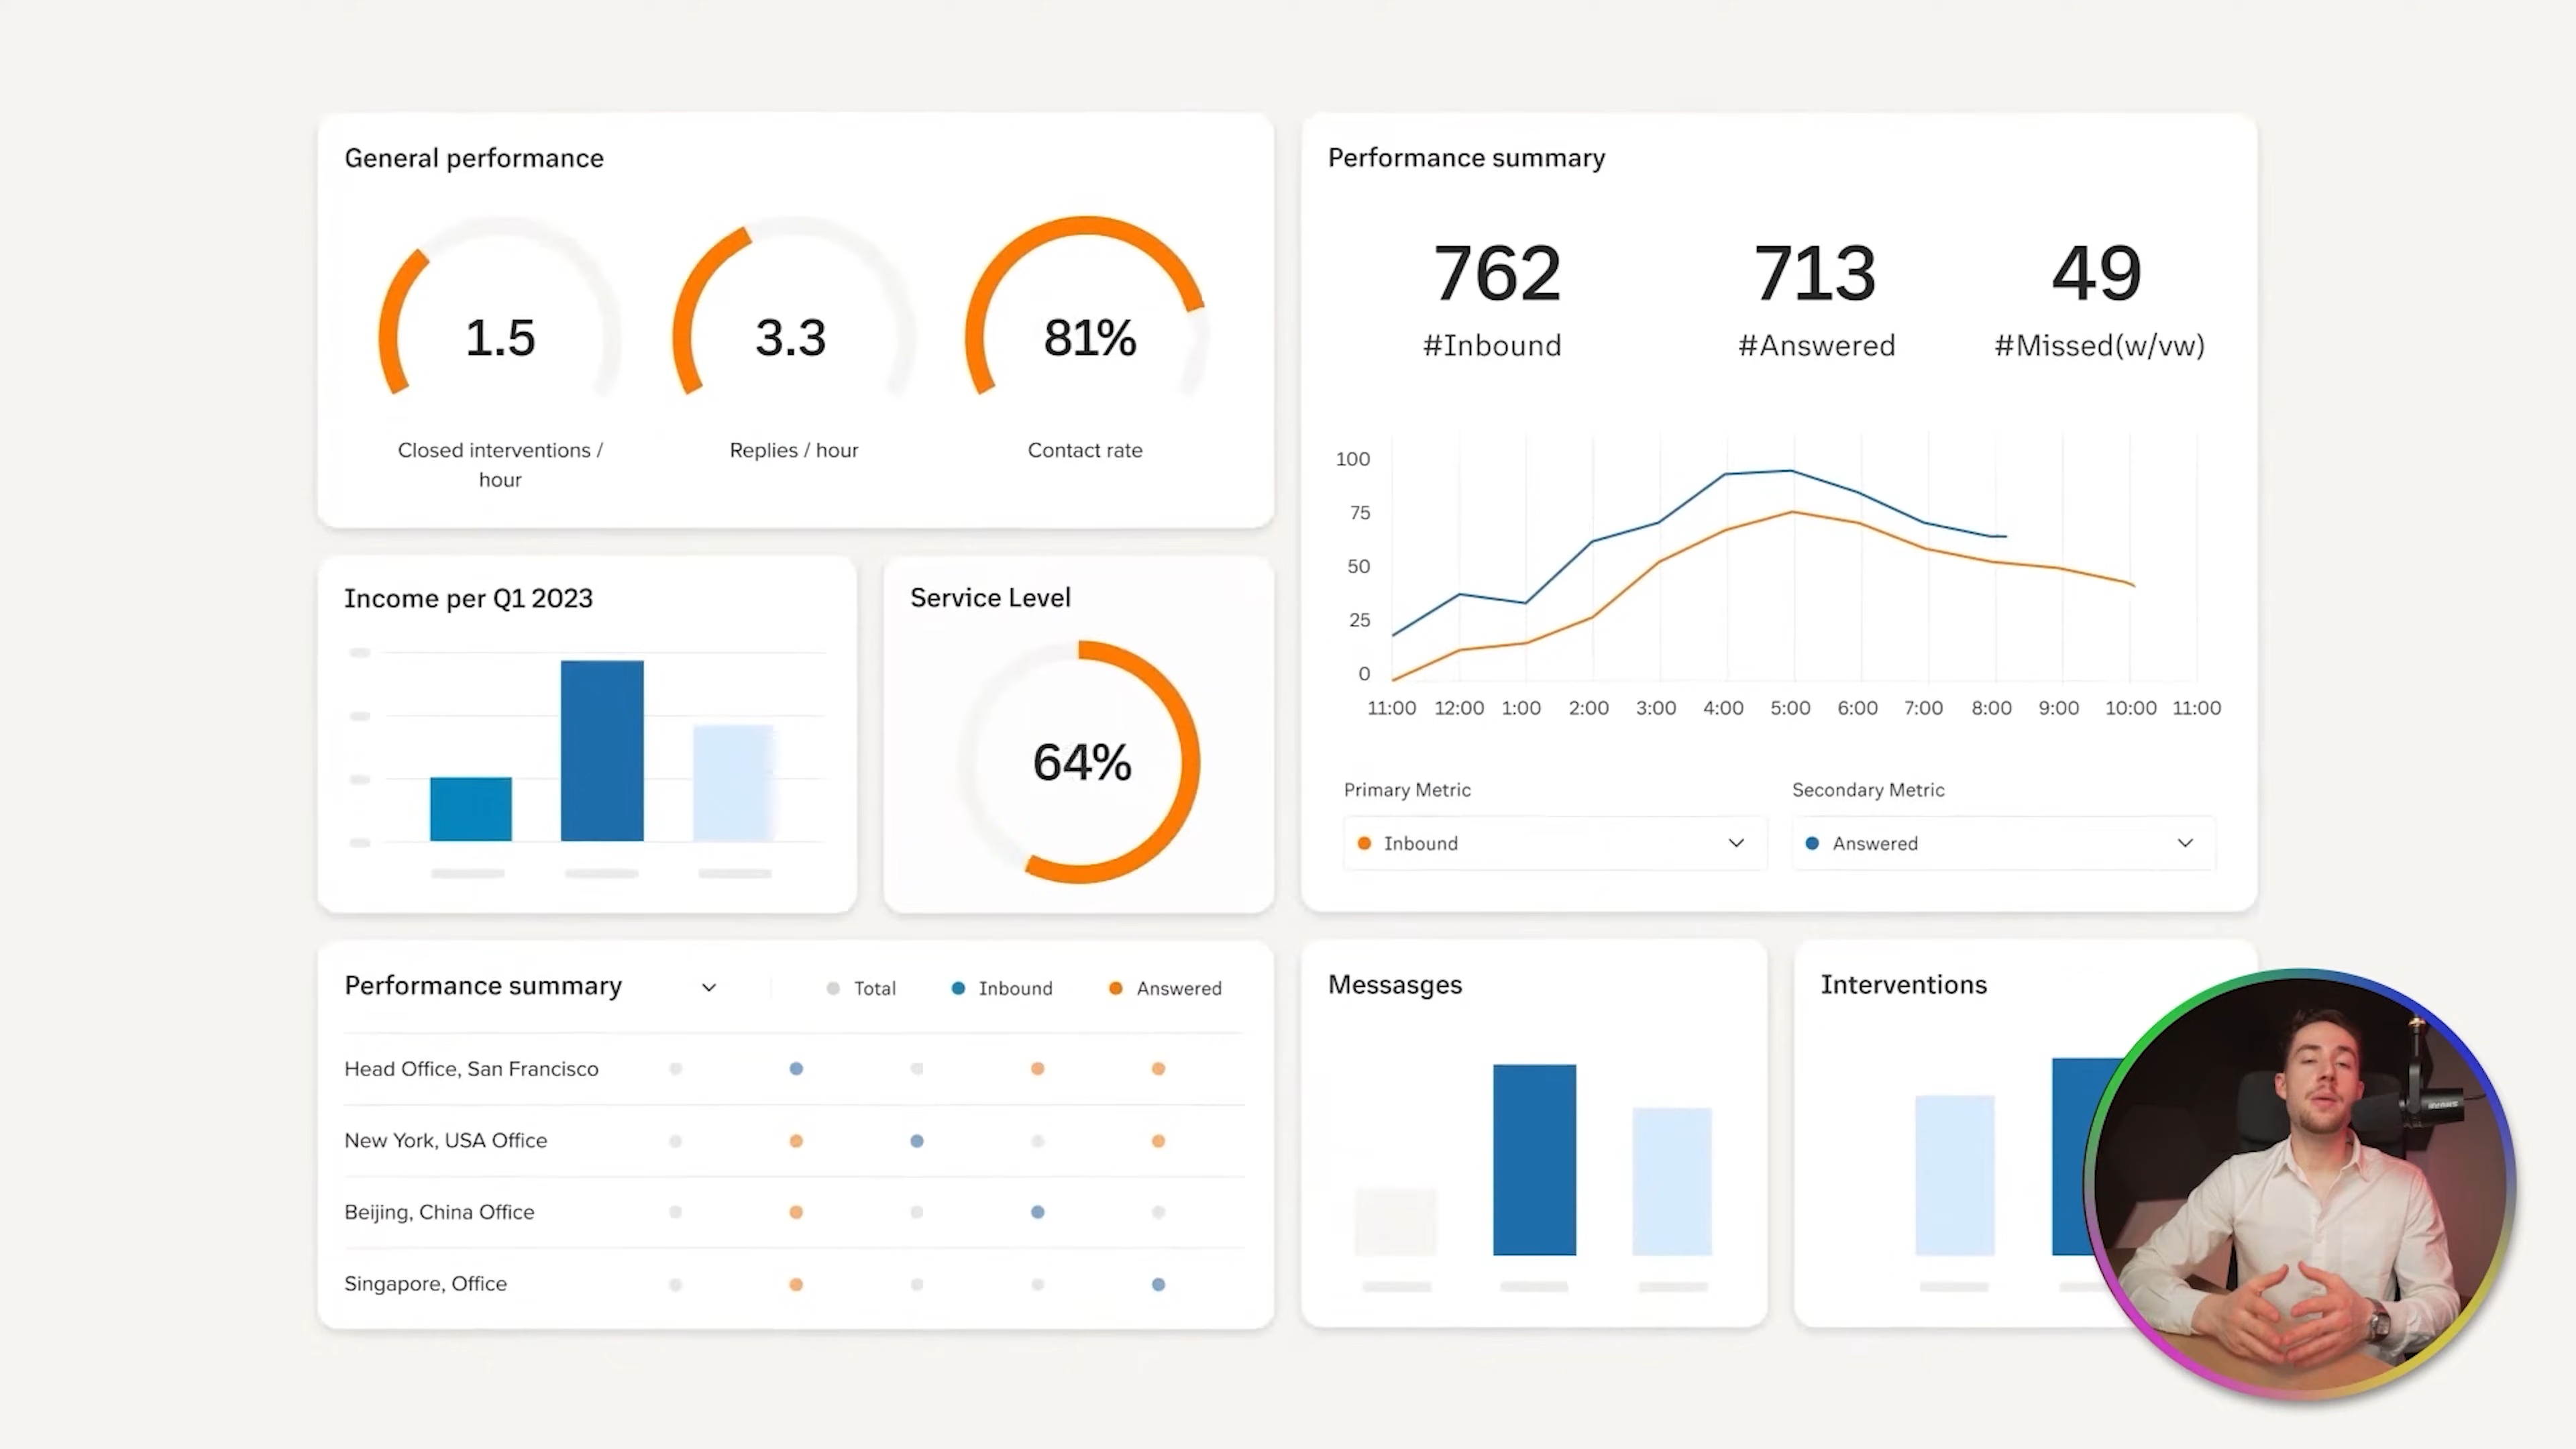 General performance
1.5
3.3
81%
Closed interventions /
hour
Replies / hour
Contact rate
Performance summary
762
713
49
#Inbound
#Answered
#Missed(w/vw)
100
75
50
25
0
11:00 12:00 1:00 2:00 3:00 4:00 5:00 6:00 7:00 8:00 9:00 10:00 11:00
Primary Metric
Secondary Metric
Inbound
Answered
Income per Q1 2023
Service Level
64%
Performance summary
Total
Inbound
Answered
Head Office, San Francisco
New York, USA Office
Beijing, China Office
Singapore, Office
Messasges
Interventions